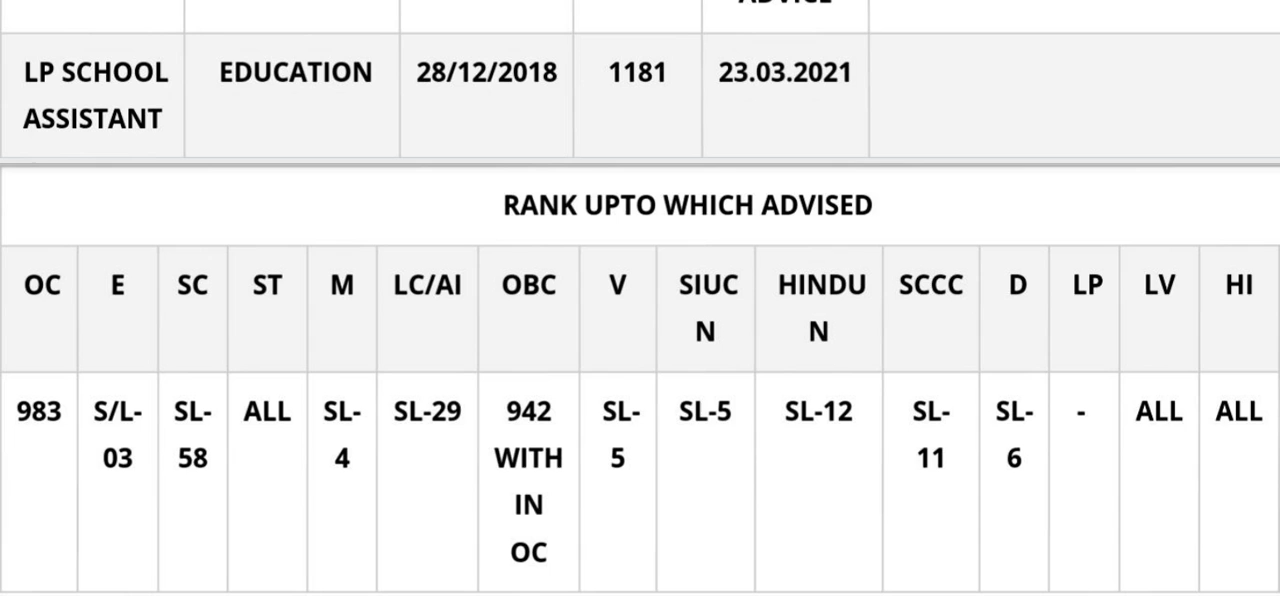 ADVICE
LP SCHOOL EDUCATION 28/12/2018 1181 23.03.2021
ASSISTANT
RANK UPTO WHICH ADVISED
OC E SC ST M LC/AI OBC V SIUC HINDU SCCC D LP LV HI
N N
983 S/L- SL- ALL SL- SL-29 942 SL- SL-5 SL-12 SL- SL- - ALL ALL
03 58 4 WITH 5 11 6
IN
OC